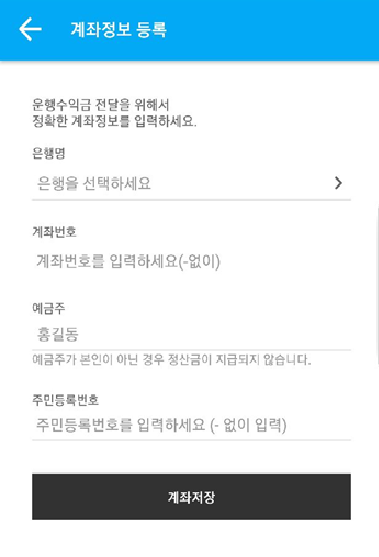 계좌정보 등록
운행수익금 전달을 위해서
정확한 계좌정보를 입력하세요.
은행명
은행을 선택하세요
계좌번호
계좌번호를 입력하세요(-없이)
예금주
홍길동
예금주가 본인이 아닌 경우 정산금이 지급되지 않습니다.
주민등록번호
주민등록번호를 입력하세요 (- 없이 입력)
계좌저장